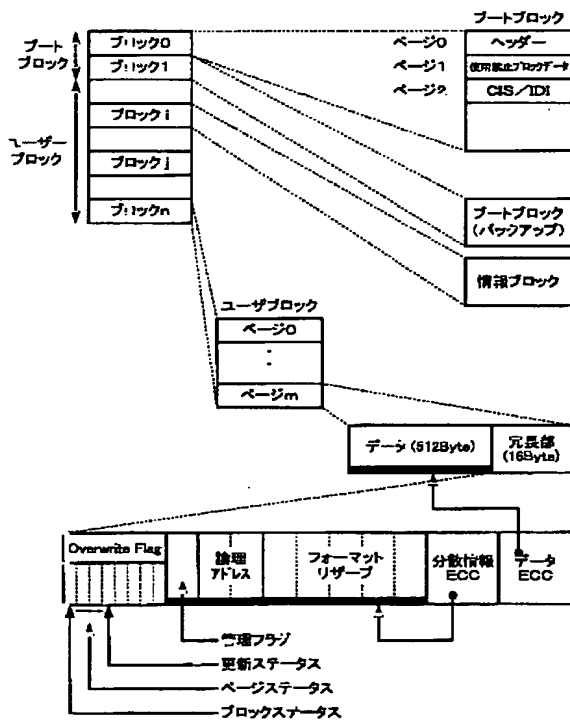 ブート
ブロック
ユーザー
ブロック
ブロック0
ブロック1
ブロックi
ブロックj
ブロックn
ブートブロック
ページ0
ヘッダー
ページ1
使用禁止ブロックデータ
ページ2
CIS/IDI
ブートブロック
(バックアップ)
情報ブロック
ユーザブロック
ページ0
:
ページm
データ(512Byte)
冗長部
(16Byte)
Overwrite Flag
論理
アドレス
フォーマット
リザーブ
分散情報
ECC
データ
ECC
管理フラグ
更新ステータス
ページステータス
ブロックステータス